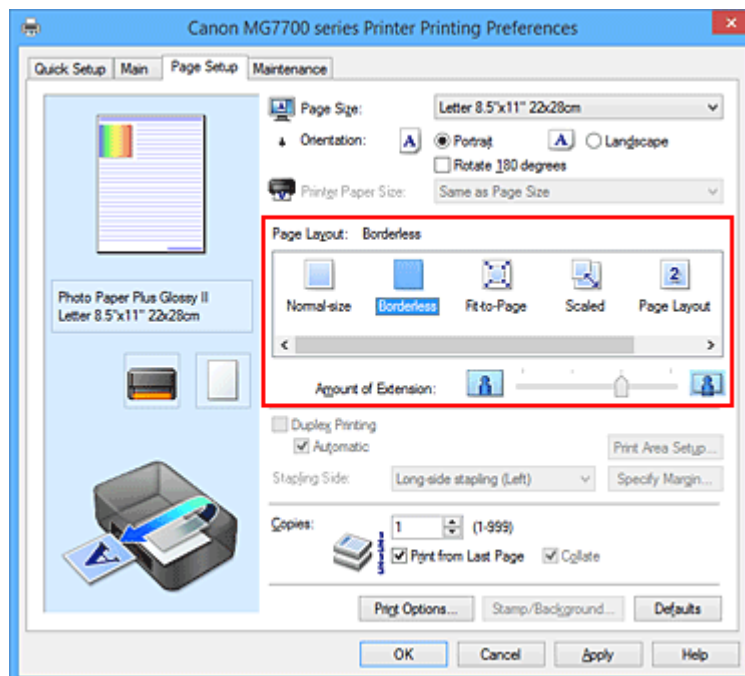 Canon MG7700 series Printer Printing Preferences
Quick Setup Main Page Setup Maintenance
Page Size: Letter 8.5"x11" 22x28cm
Orientation: A Portrait A Landscape
Rotate 180 degrees
Printer Paper Size: Same as Page Size
Page Layout: Borderless
2
Normal-size Borderless Fit-to-Page Scaled Page Layout
Amount of Extension:
Photo Paper Plus Glossy II
Letter 8.5"x11" 22x28cm
Duplex Printing
Automatic
Print Area Setup...
Stapling Side: Long-side stapling (Left) Specify Margin...
Copies: 1 (1-999)
Print from Last Page Collate
A
Print Options... Stamp/Background... Defaults
OK Cancel Apply Help